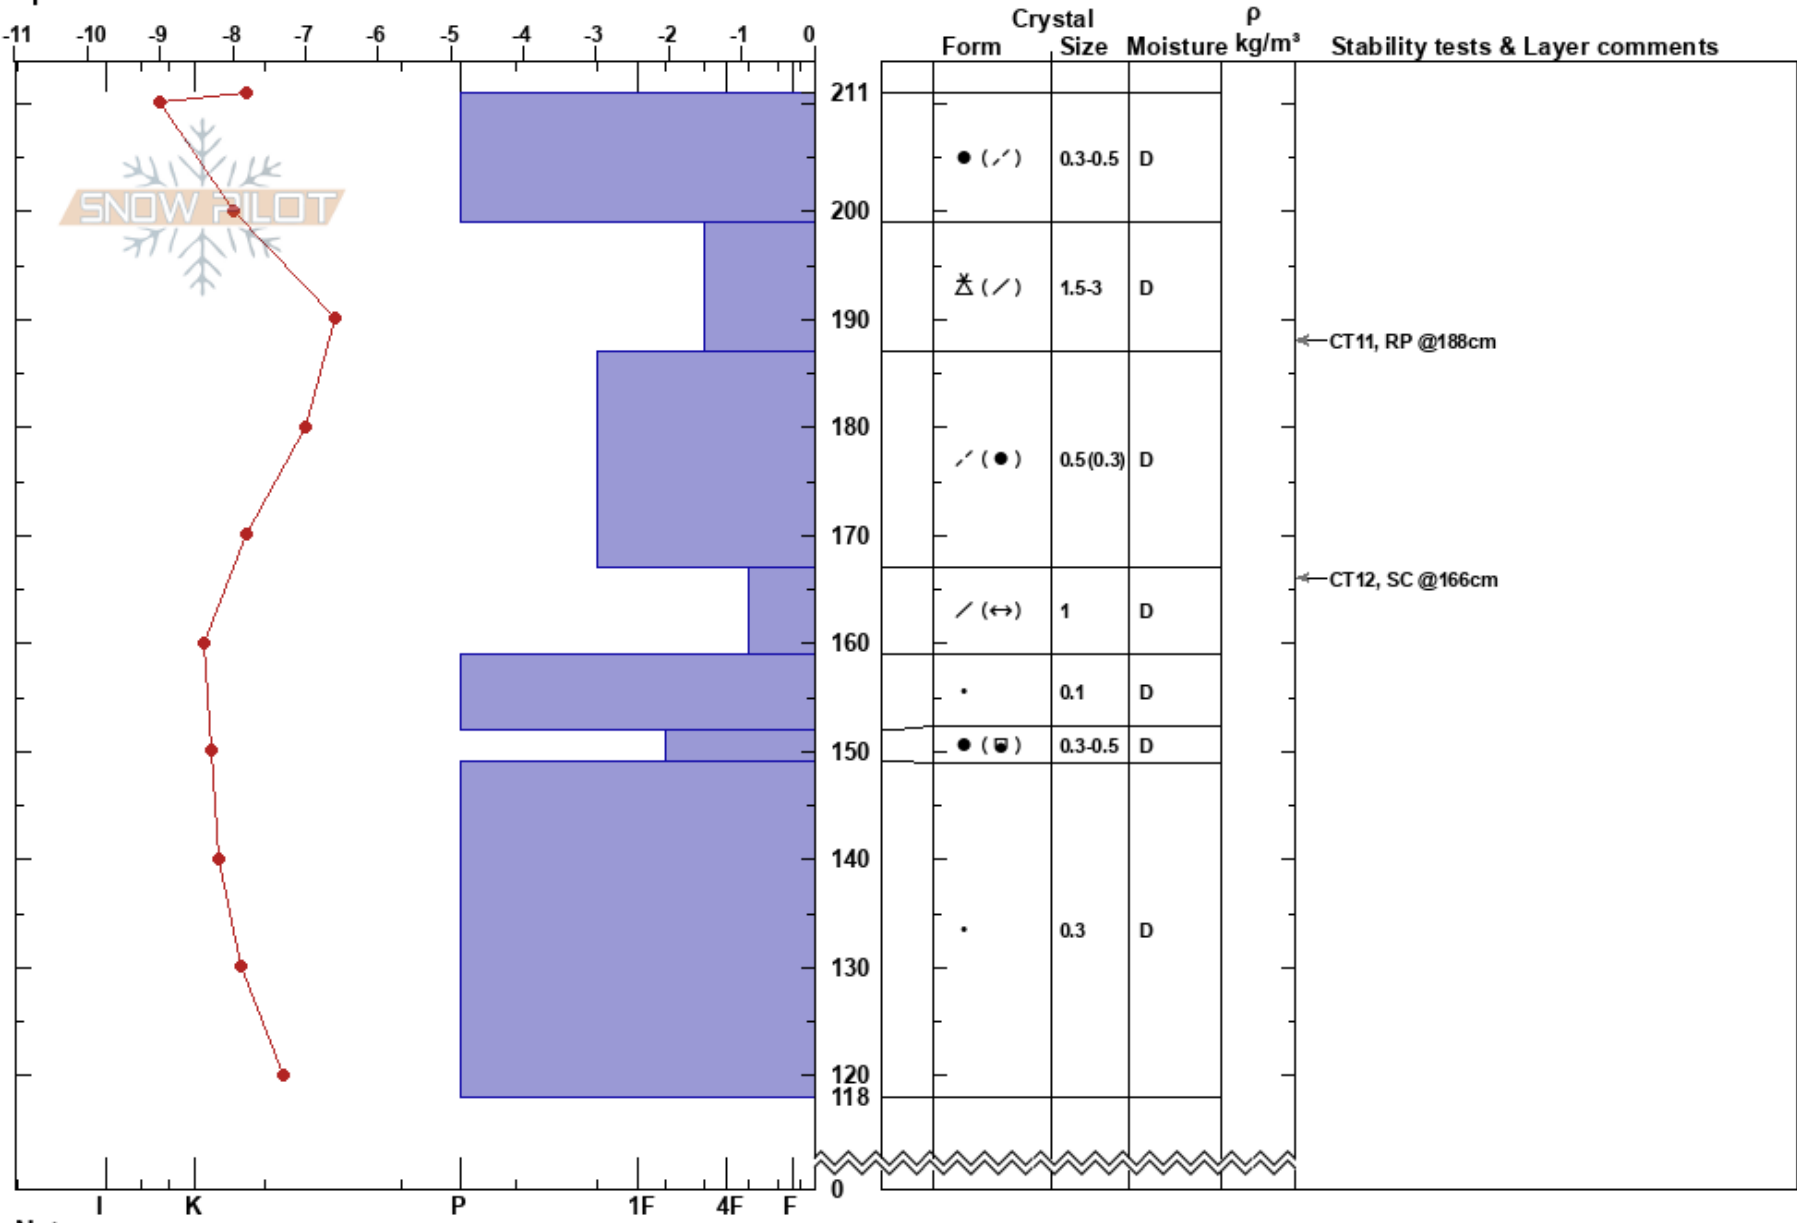 Crystal ρ
-11 -10 -9 -8 -7 -6 -5 -4 -3 -2 -1 0 Form Size Moisture kg/m³ Stability tests & Layer comments
211
0.3-0.5 D
SNOW PILOT
200
1.5-3 D
190
CT11, RP @188cm
180
0.5(0.3) D
170
CT12, SC @166cm
1 D
160
0.1 D
150 0.3-0.5 D
140
0.3 D
130
120
118
0
I K P 1F 4F F